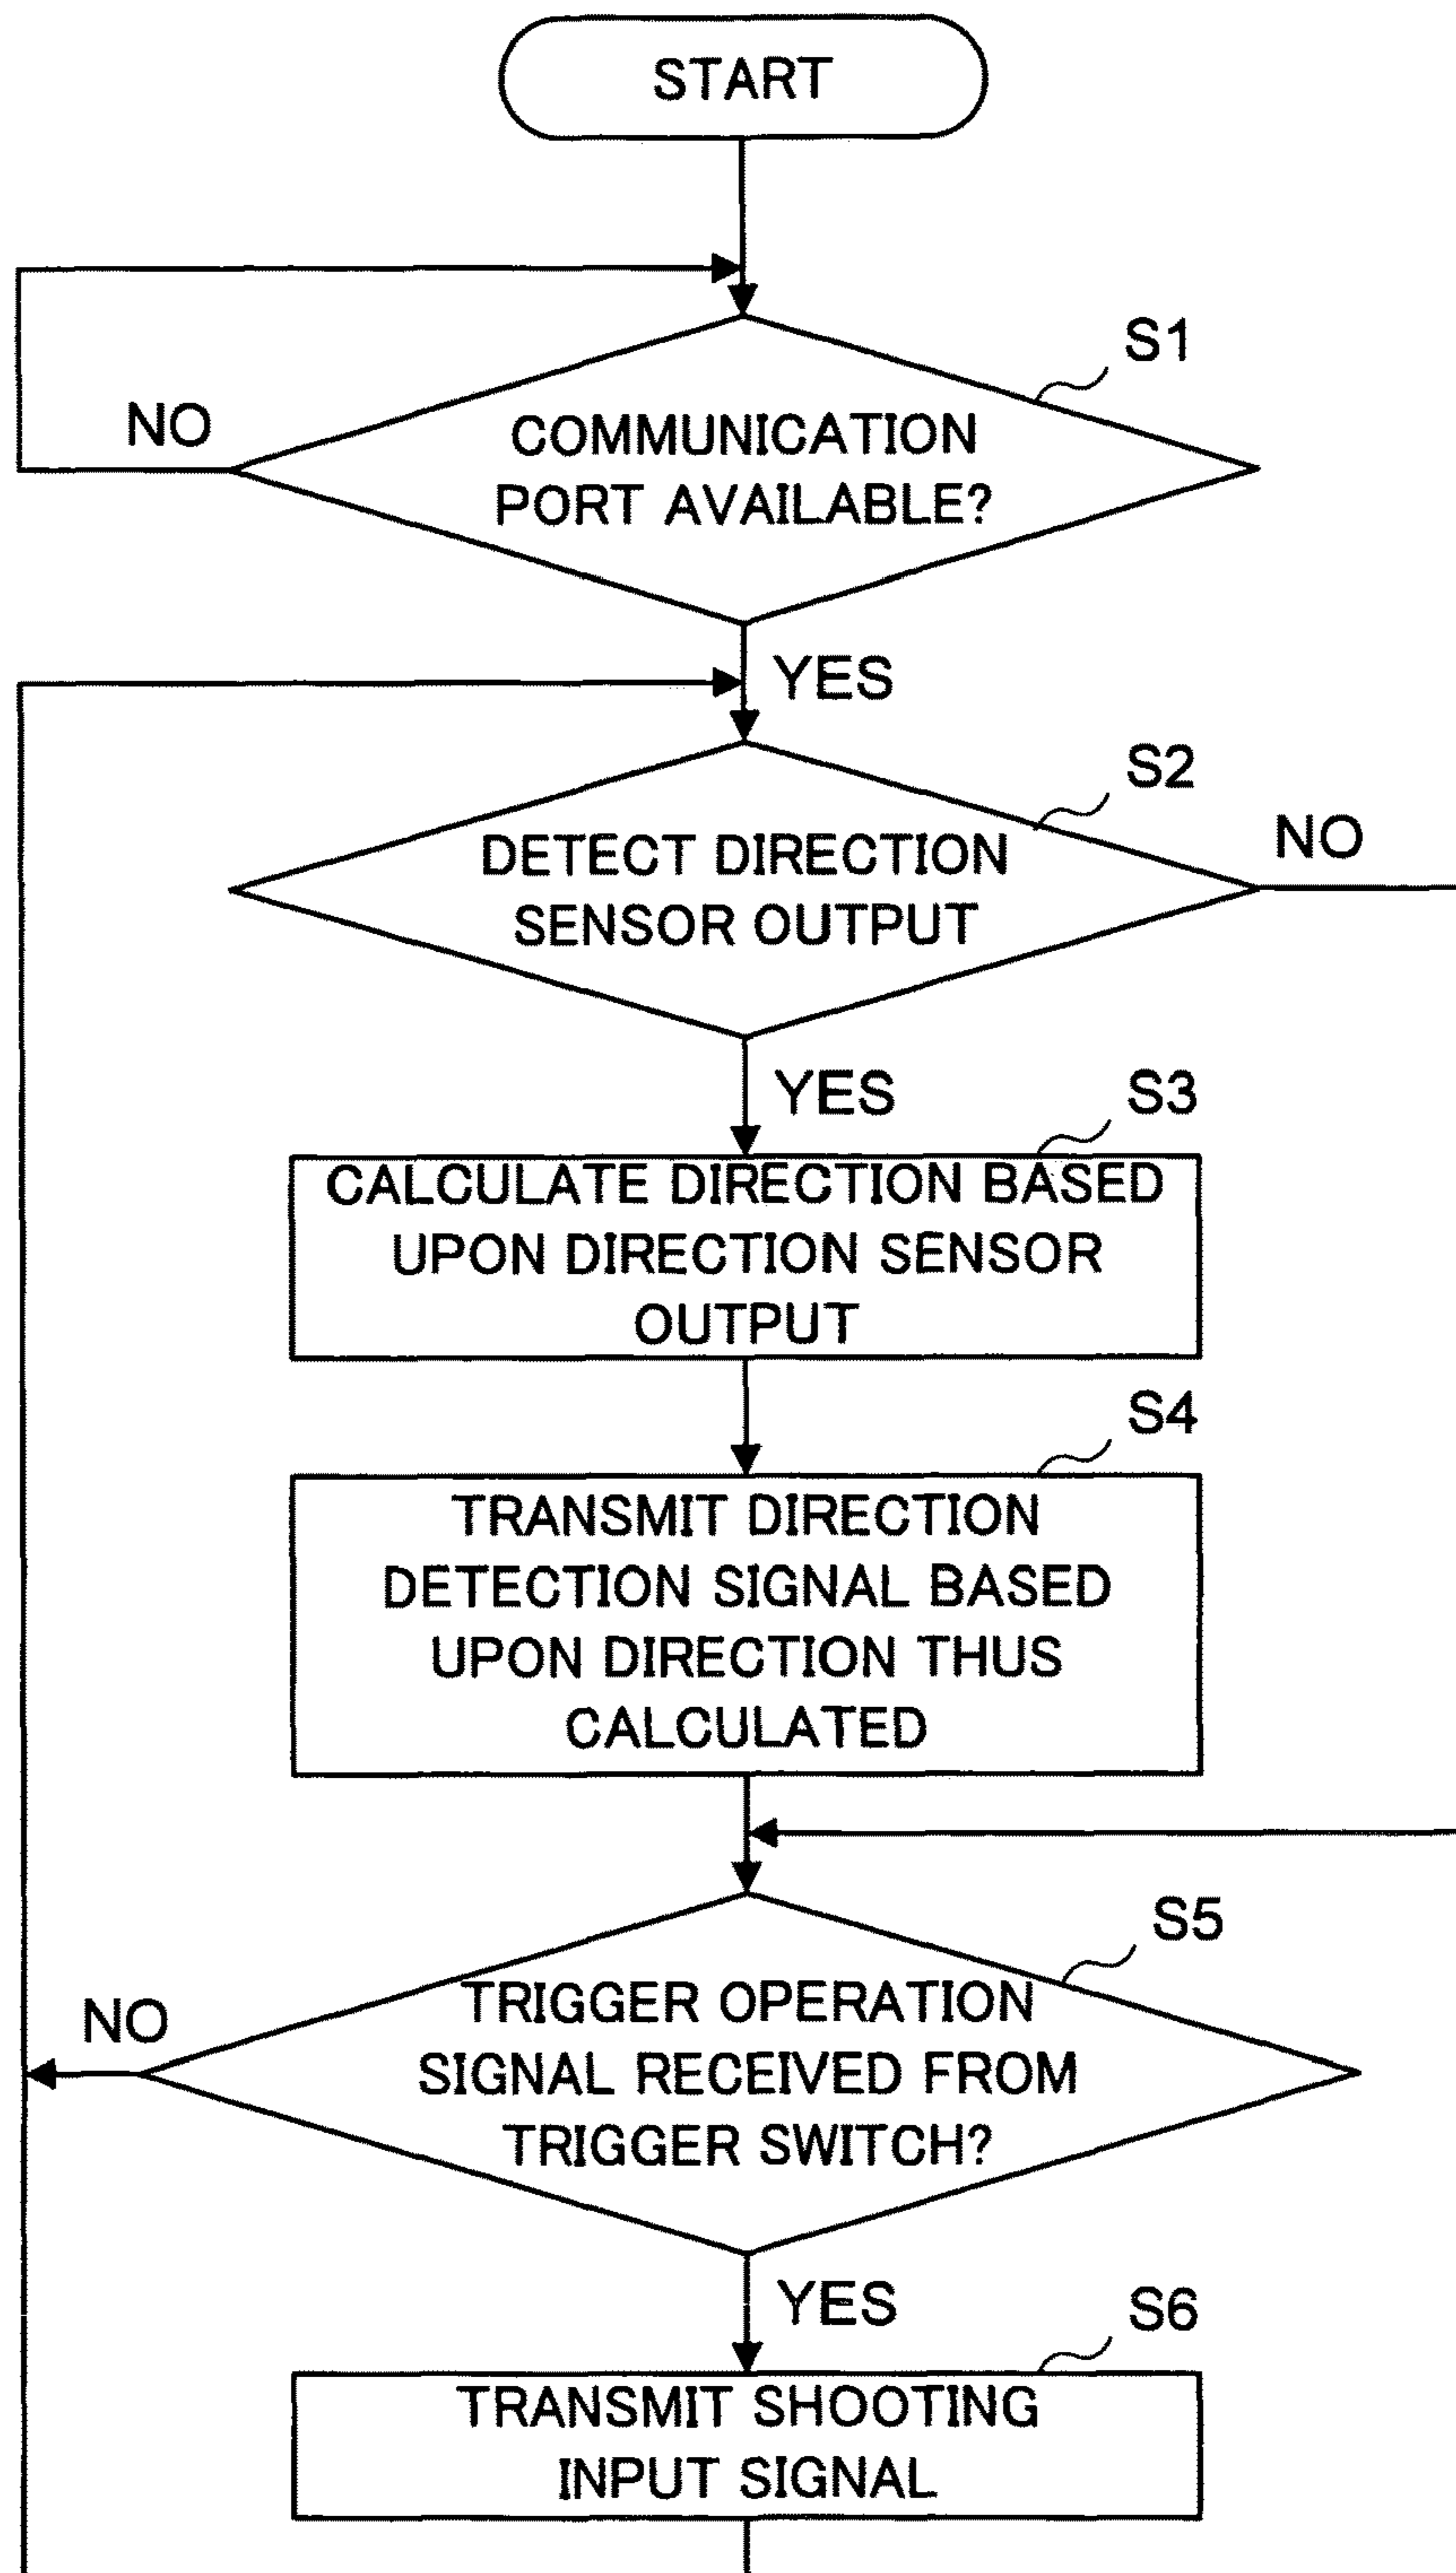 START
S1
NO
COMMUNICATION
PORT AVAILABLE?
YES
S2
NO
DETECT DIRECTION
SENSOR OUTPUT
YES
S3
CALCULATE DIRECTION BASED
UPON DIRECTION SENSOR
OUTPUT
S4
TRANSMIT DIRECTION
DETECTION SIGNAL BASED
UPON DIRECTION THUS
CALCULATED
S5
NO
TRIGGER OPERATION
SIGNAL RECEIVED FROM
TRIGGER SWITCH?
YES
S6
TRANSMIT SHOOTING
INPUT SIGNAL